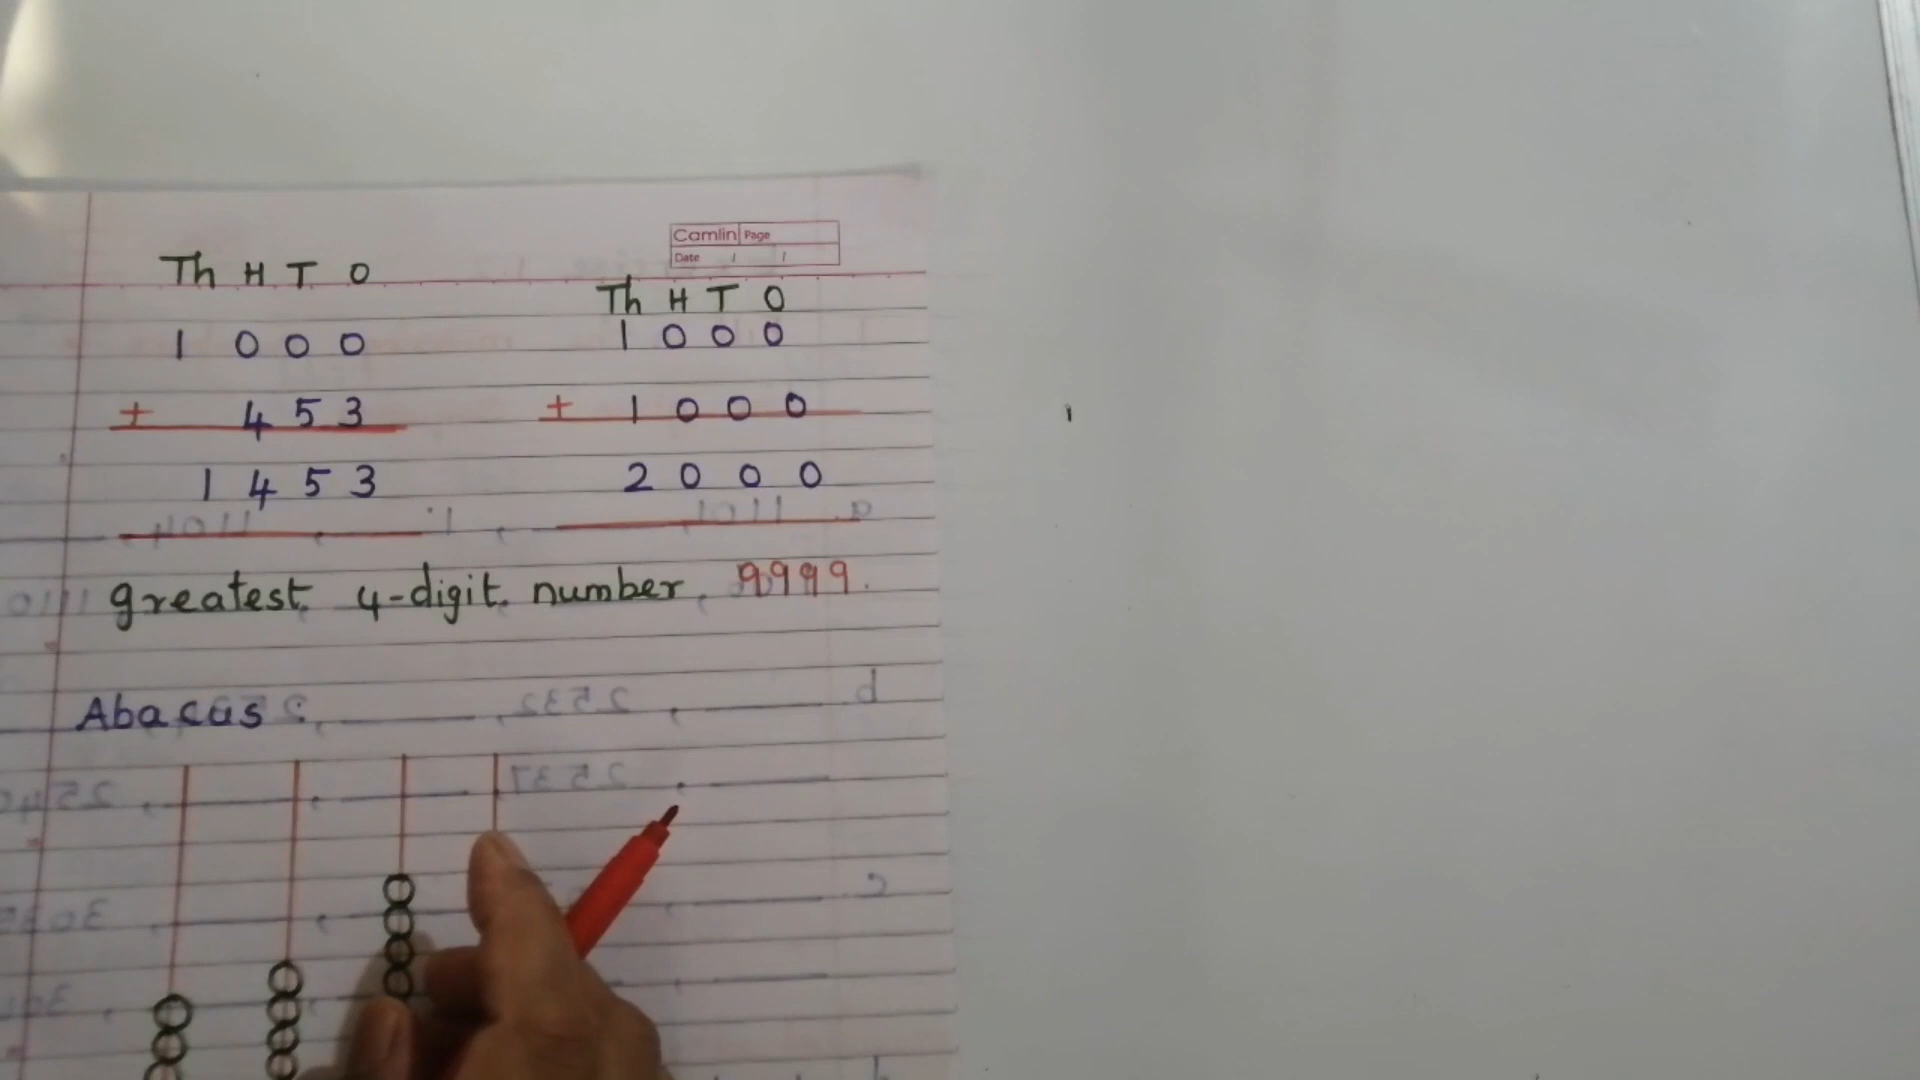 Camlin Page
Date / /
Th H T O
1 0 0 0
+ 4 5 3
1 4 5 3
Th H T O
1 0 0 0
+ 1 0 0 0
2 0 0 0
greatest 4-digit number 9999.
Abacus